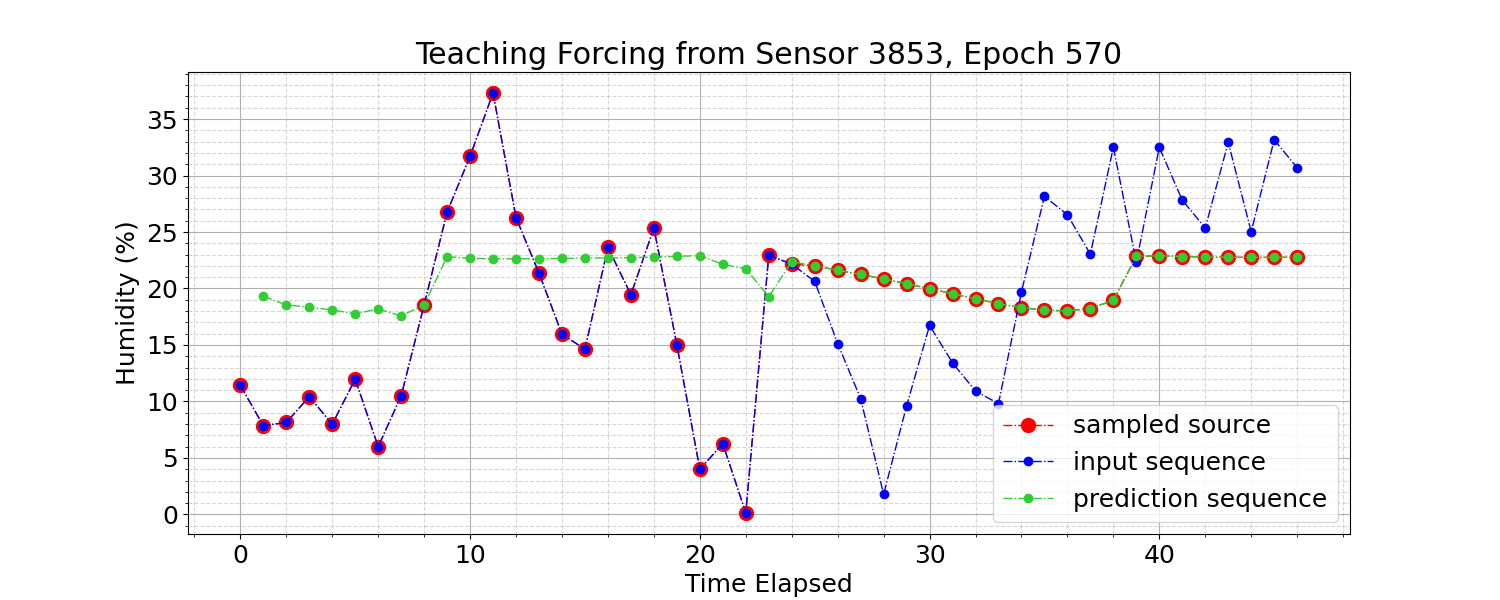 Teaching Forcing from Sensor 3853, Epoch 570
Humidity (%)
35
30
25
20
15
10
5
0
0 10 20 30 40
Time Elapsed
sampled source
input sequence
prediction sequence